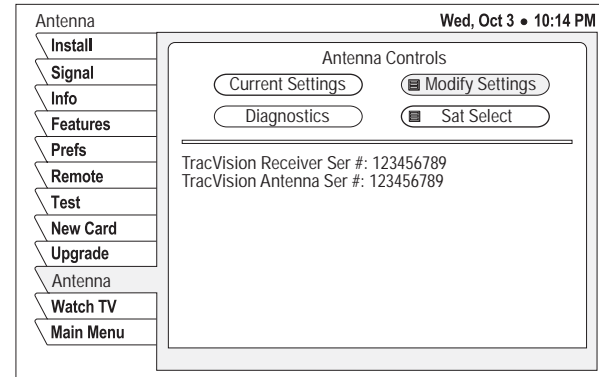 Antenna
Wed, Oct 3 ● 10:14 PM
Install
Signal
Info
Features
Prefs
Remote
Test
New Card
Upgrade
Antenna
Watch TV
Main Menu
Antenna Controls
Current Settings
Modify Settings
Diagnostics
Sat Select
TracVision Receiver Ser #: 123456789
TracVision Antenna Ser #: 123456789